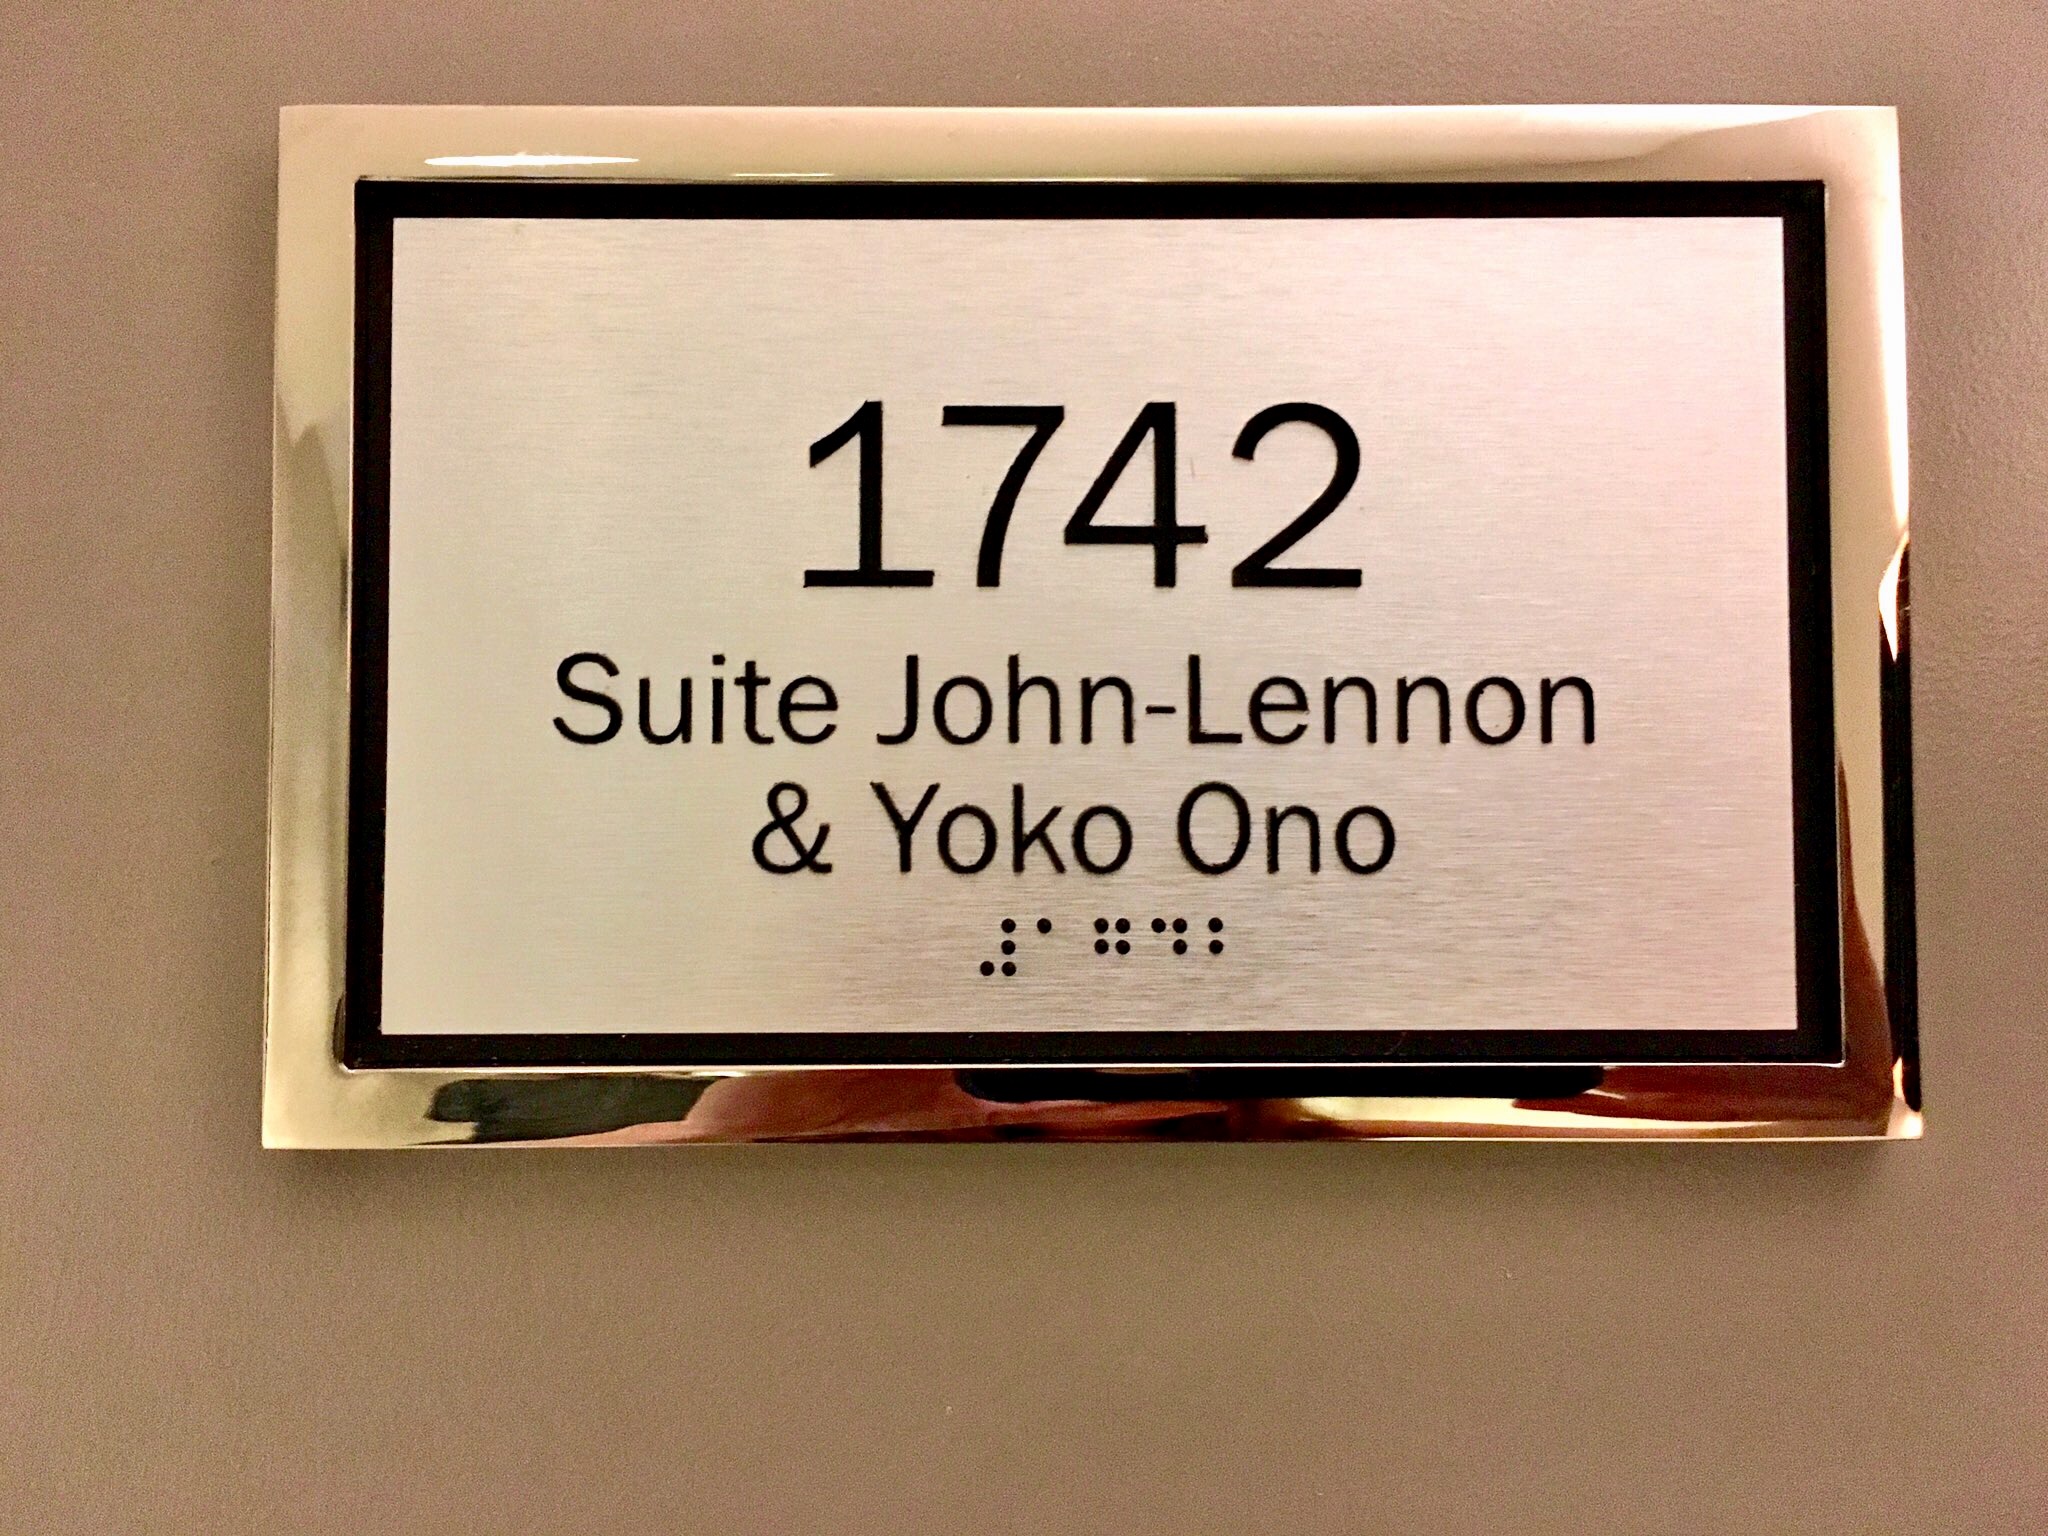 1742
Suite John-Lennon
& Yoko Ono
⠼⠁⠛⠙⠃